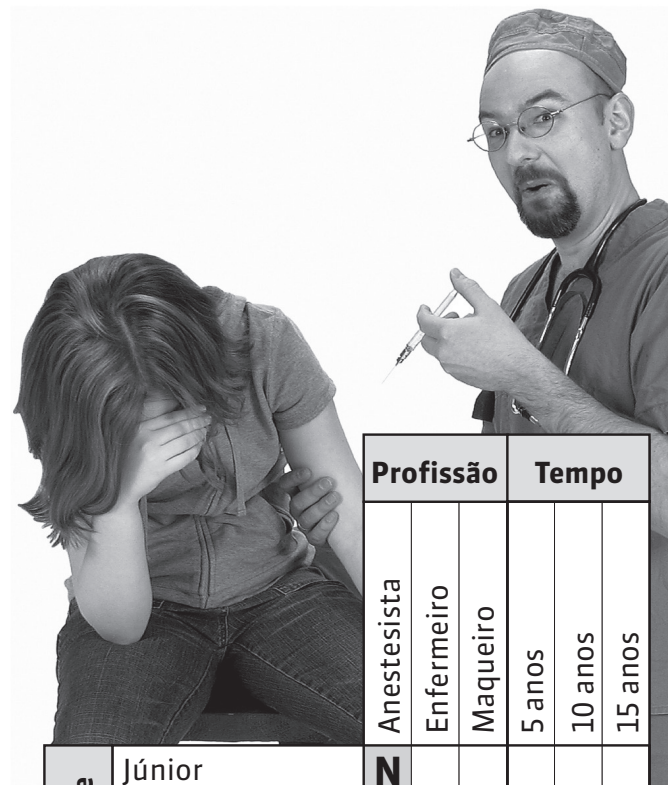 Profissão Tempo
Anestesista
Enfermeiro
Maqueiro
5 anos
10 anos
15 anos
Júnior N